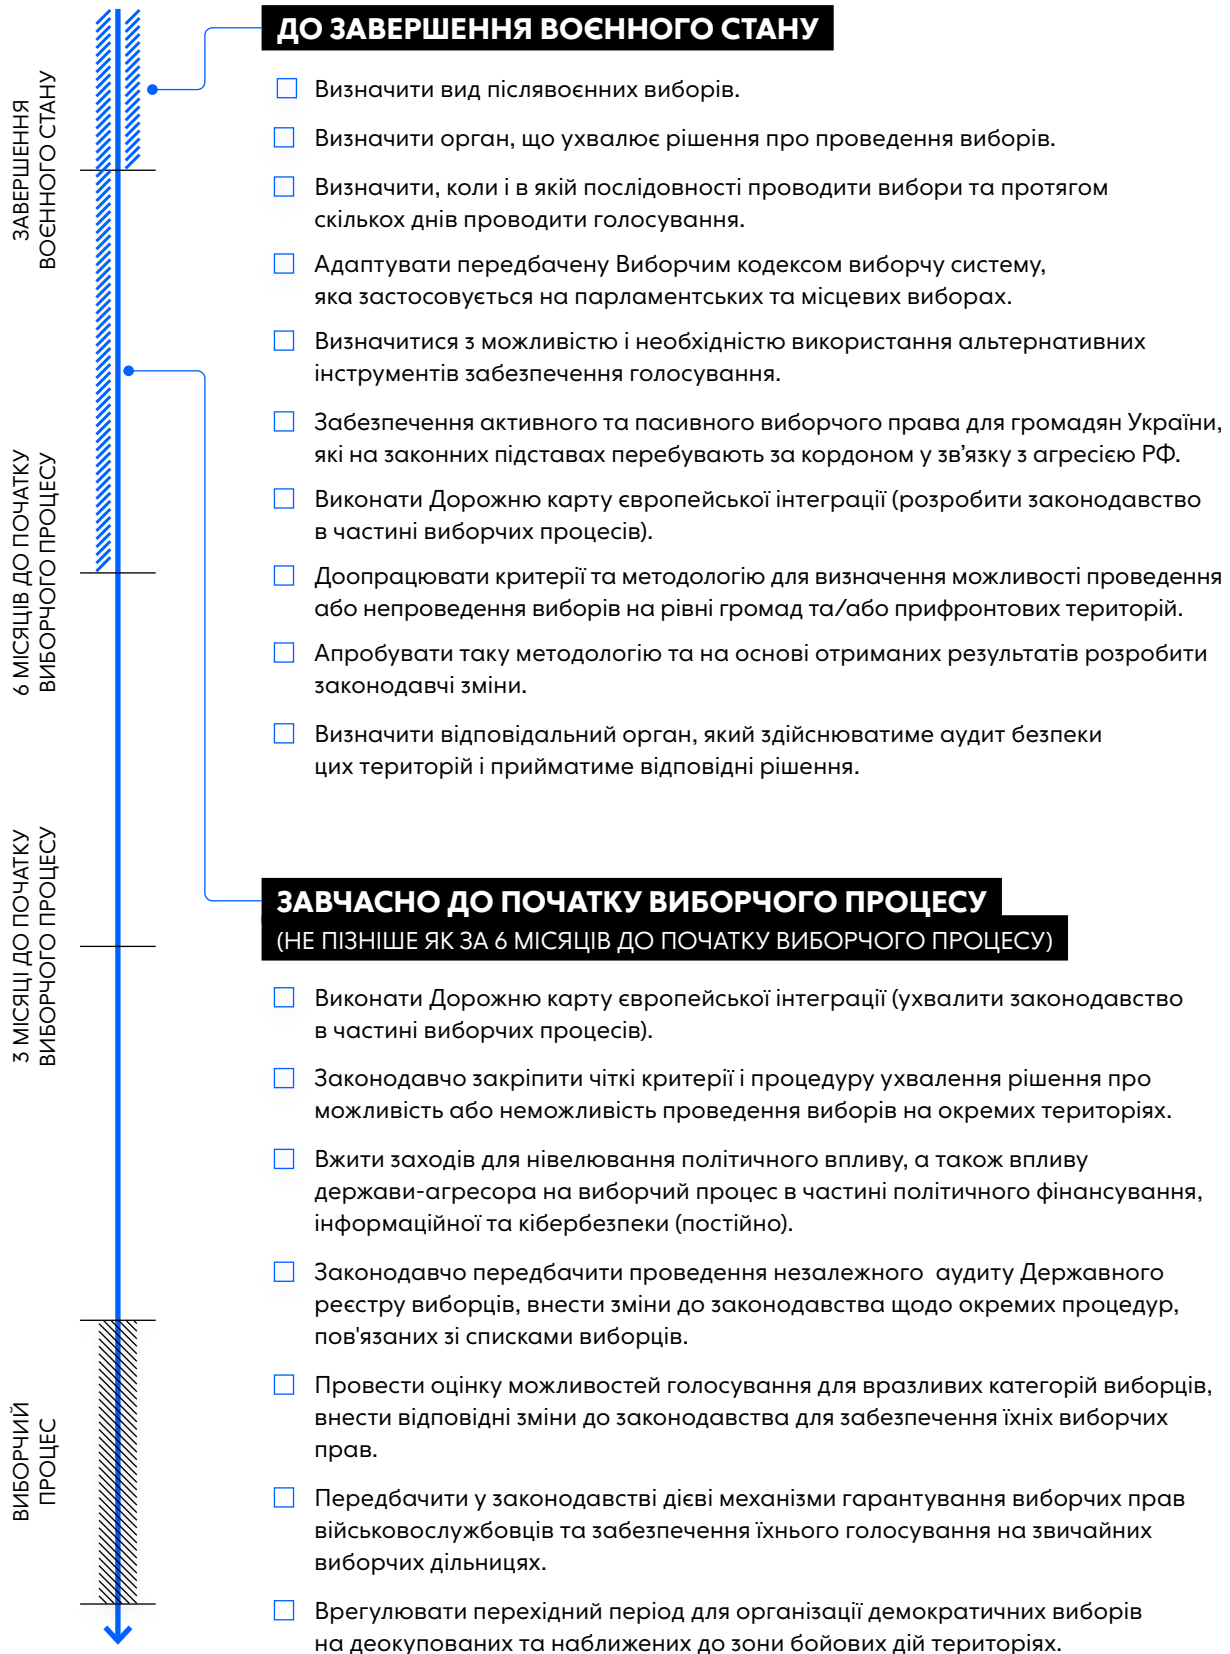 ДО ЗАВЕРШЕННЯ ВОЄННОГО СТАНУ
Визначити вид післявоєнних виборів.
Визначити орган, що ухвалює рішення про проведення виборів.
Визначити, коли і в якій послідовності проводити вибори та протягом
скількох днів проводити голосування.
Адаптувати передбачену Виборчим кодексом виборчу систему,
яка застосовується на парламентських та місцевих виборах.
Визначитися з можливістю і необхідністю використання альтернативних
інструментів забезпечення голосування.
Забезпечення активного та пасивного виборчого права для громадян України,
які на законних підставах перебувають за кордоном у зв’язку з агресією РФ.
Виконати Дорожню карту європейської інтеграції (розробити законодавство
в частині виборчих процесів).
Доопрацювати критерії та методологію для визначення можливості проведення
або непроведення виборів на рівні громад та/або прифронтових територій.
Апробувати таку методологію та на основі отриманих результатів розробити
законодавчі зміни.
Визначити відповідальний орган, який здійснюватиме аудит безпеки
цих територій і прийматиме відповідні рішення.
ЗАВЧАСНО ДО ПОЧАТКУ ВИБОРЧОГО ПРОЦЕСУ
(НЕ ПІЗНІШЕ ЯК ЗА 6 МІСЯЦІВ ДО ПОЧАТКУ ВИБОРЧОГО ПРОЦЕСУ)
Виконати Дорожню карту європейської інтеграції (ухвалити законодавство
в частині виборчих процесів).
Законодавчо закріпити чіткі критерії і процедуру ухвалення рішення про
можливість або неможливість проведення виборів на окремих територіях.
Вжити заходів для нівелювання політичного впливу, а також впливу
держави-агресора на виборчий процес в частині політичного фінансування,
інформаційної та кібербезпеки (постійно).
Законодавчо передбачити проведення незалежного  аудиту Державного
реєстру виборців, внести зміни до законодавства щодо окремих процедур,
пов'язаних зі списками виборців.
Провести оцінку можливостей голосування для вразливих категорій виборців,
внести відповідні зміни до законодавства для забезпечення їхніх виборчих
прав.
Передбачити у законодавстві дієві механізми гарантування виборчих прав
військовослужбовців та забезпечення їхнього голосування на звичайних
виборчих дільницях.
Врегулювати перехідний період для організації демократичних виборів
на деокупованих та наближених до зони бойових дій територіях.
ЗАВЕРШЕННЯ
ВОЄННОГО СТАНУ
6 МІСЯЦІВ ДО ПОЧАТКУ
ВИБОРЧОГО ПРОЦЕСУ
3 МІСЯЦІ ДО ПОЧАТКУ
ВИБОРЧОГО ПРОЦЕСУ
ВИБОРЧИЙ
ПРОЦЕС